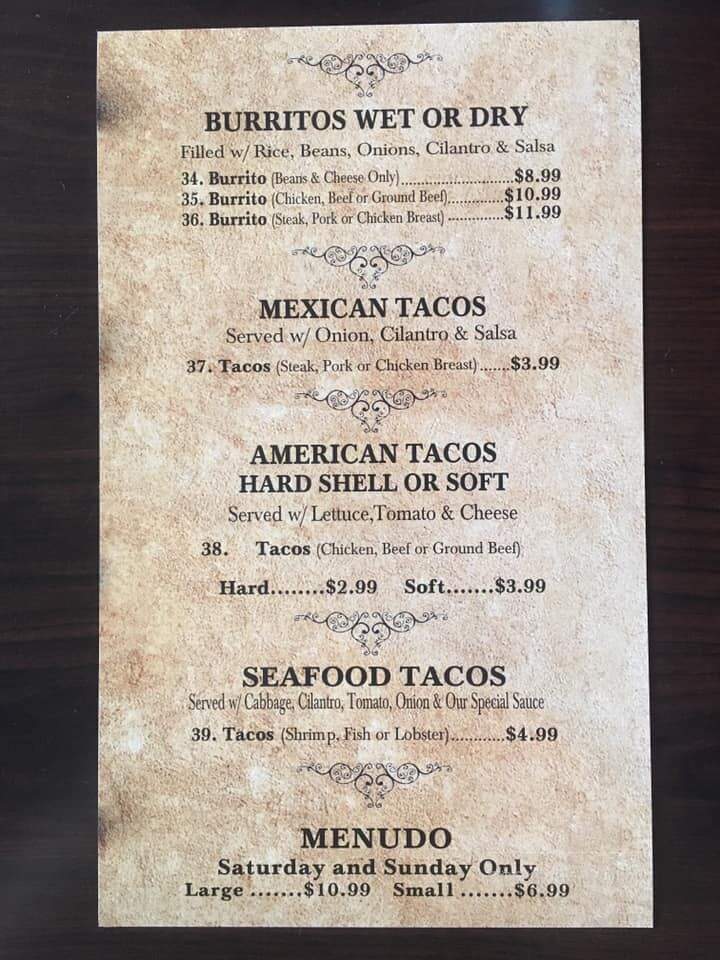 BURRITOS WET OR DRY
Filled w/ Rice, Beans, Onions, Cilantro & Salsa
34. Burrito (Beans & Cheese Only)............................$8.99
35. Burrito (Chicken, Beef or Ground Beef)..............$10.99
36. Burrito (Steak, Pork or Chicken Breast) ..............$11.99
MEXICAN TACOS
Served w/ Onion, Cilantro & Salsa
37. Tacos (Steak, Pork or Chicken Breast).......$3.99
AMERICAN TACOS
HARD SHELL OR SOFT
Served w/ Lettuce,Tomato & Cheese
38. Tacos (Chicken, Beef or Ground Beef)
Hard........$2.99 Soft.......$3.99
SEAFOOD TACOS
Served w/ Cabbage, Cilantro, Tomato, Onion & Our Special Sauce
39. Tacos (Shrimp, Fish or Lobster)............$4.99
MENUDO
Saturday and Sunday Only
Large .......$10.99 Small .......$6.99